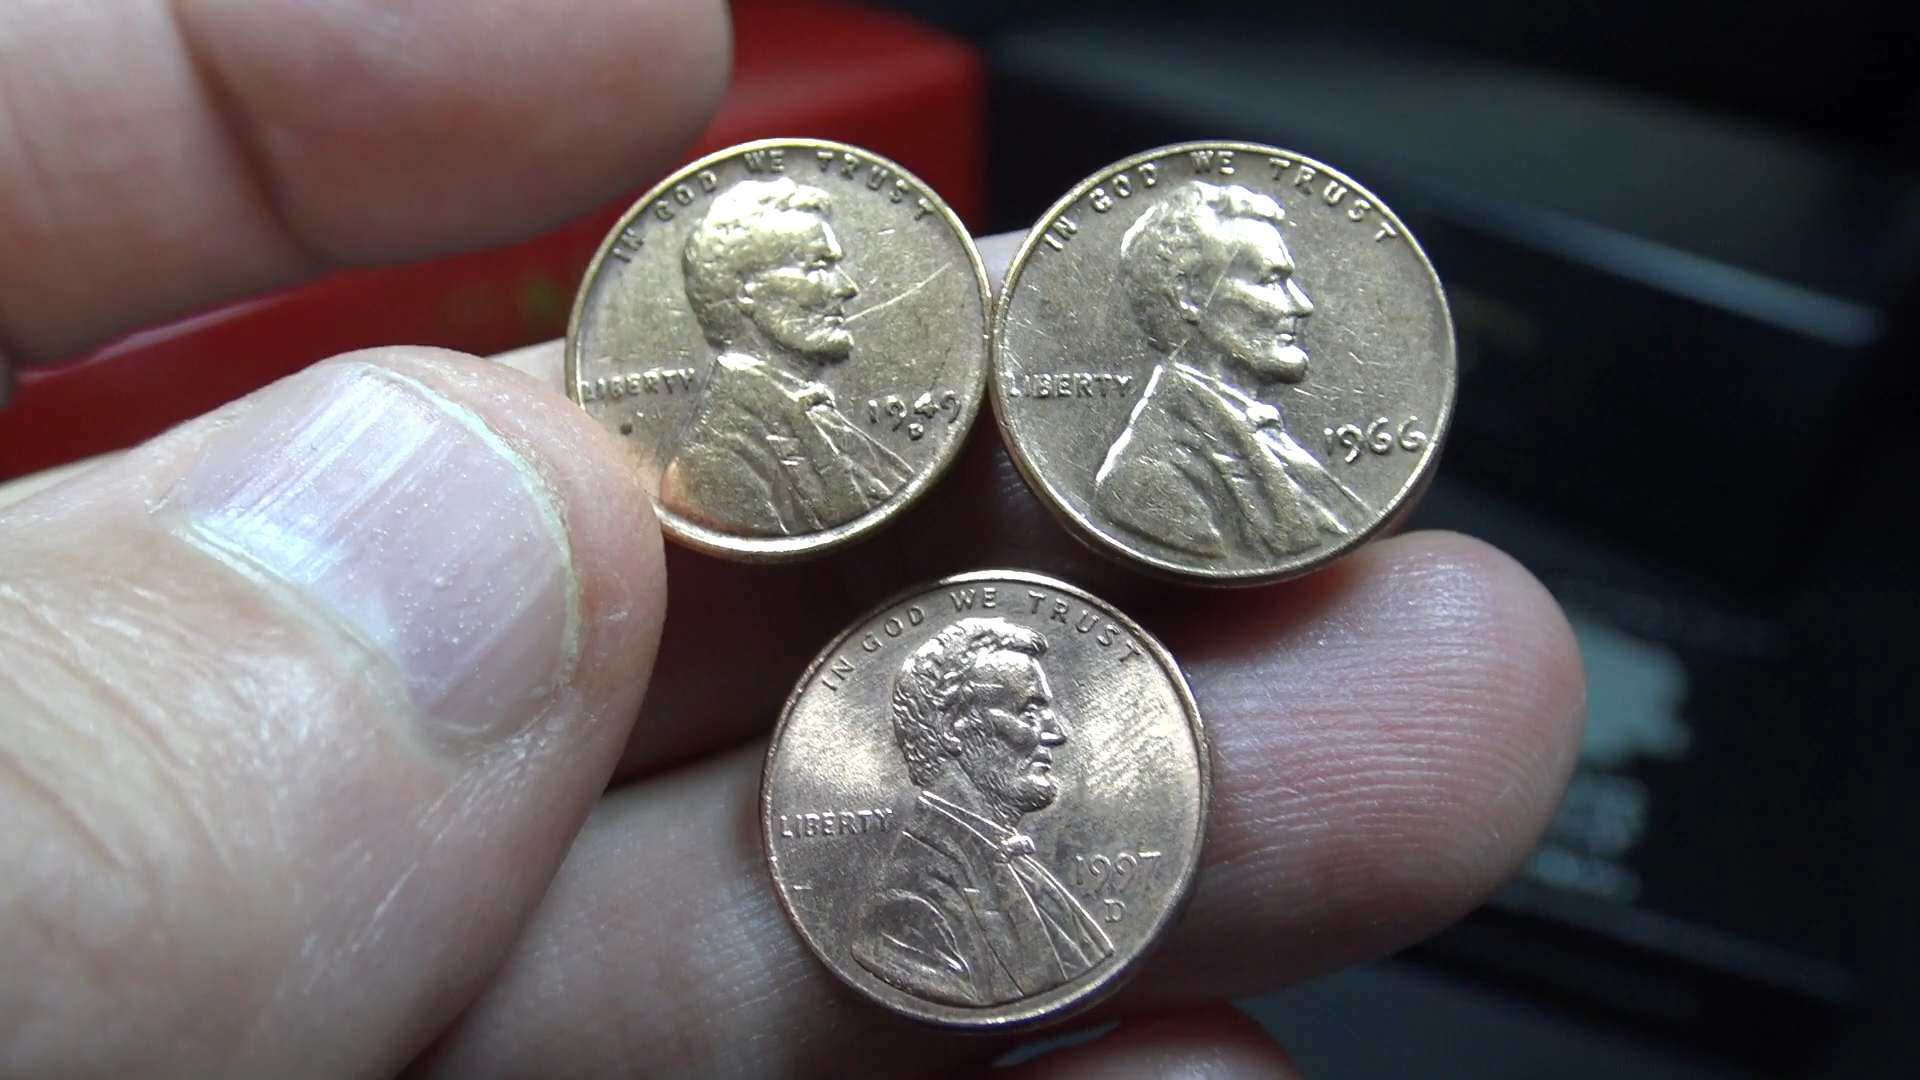 IN GOD WE TRUST
LIBERTY
1949
D
IN GOD WE TRUST
LIBERTY
1966
IN GOD WE TRUST
LIBERTY
1997
D